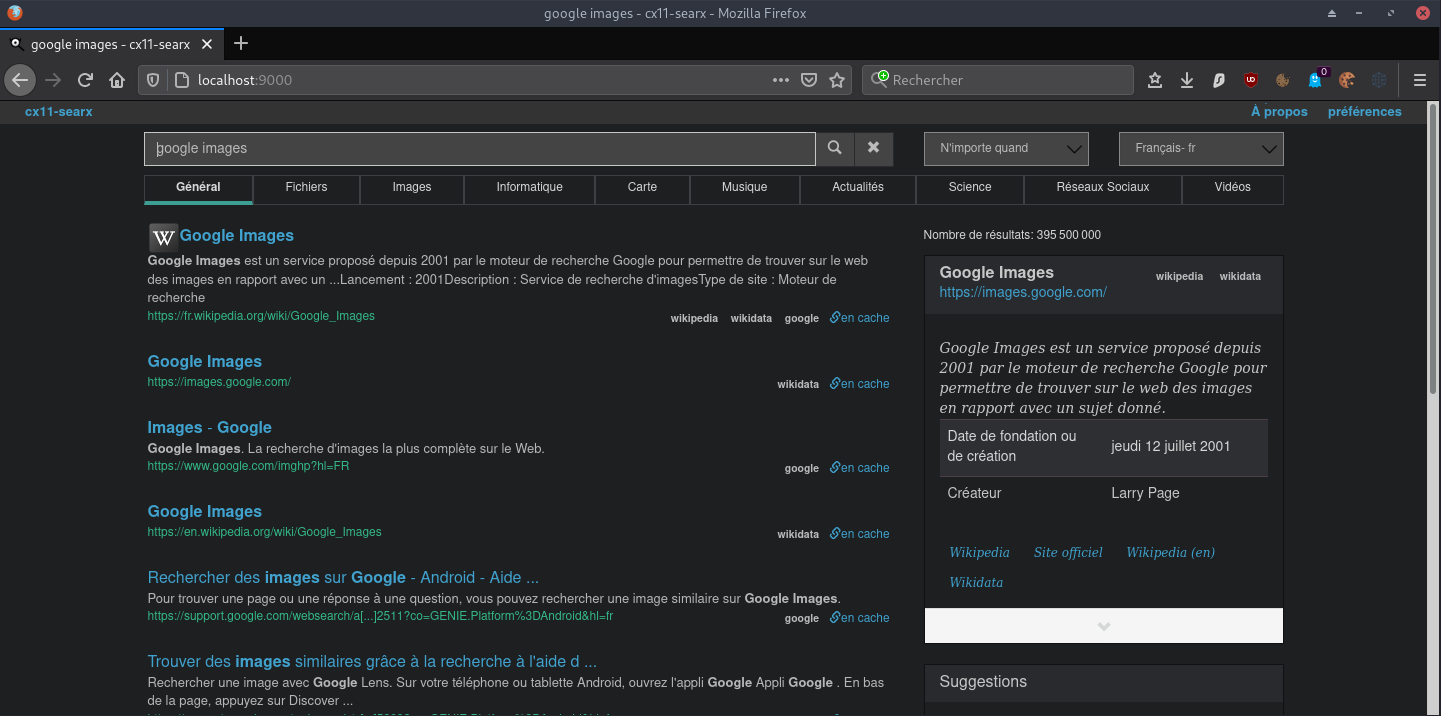 google images - cx11-searx - Mozilla Firefox
google images - cx11-searx
localhost:9000
Rechercher
UD
0
cx11-searx
À propos
préférences
google images
N'importe quand
Français- fr
Général
Fichiers
Images
Informatique
Carte
Musique
Actualités
Science
Réseaux Sociaux
Vidéos
W Google Images
Google Images est un service proposé depuis 2001 par le moteur de recherche Google pour permettre de trouver sur le web
des images en rapport avec un ...Lancement : 2001Description : Service de recherche d'imagesType de site : Moteur de
recherche
https://fr.wikipedia.org/wiki/Google_Images
wikipedia wikidata google en cache
Google Images
https://images.google.com/
wikidata en cache
Images - Google
Google Images. La recherche d'images la plus complète sur le Web.
https://www.google.com/imghp?hl=FR
google en cache
Google Images
https://en.wikipedia.org/wiki/Google_Images
wikidata en cache
Rechercher des images sur Google - Android - Aide ...
Pour trouver une page ou une réponse à une question, vous pouvez rechercher une image similaire sur Google Images.
https://support.google.com/websearch/a[...]2511?co=GENIE.Platform%3DAndroid&hl=fr
google en cache
Trouver des images similaires grâce à la recherche à l'aide d ...
Rechercher une image avec Google Lens. Sur votre téléphone ou tablette Android, ouvrez l'appli Google Appli Google . En bas
de la page, appuyez sur Discover ...
Nombre de résultats: 395 500 000
Google Images
wikipedia wikidata
https://images.google.com/
Google Images est un service proposé depuis
2001 par le moteur de recherche Google pour
permettre de trouver sur le web des images
en rapport avec un sujet donné.
Date de fondation ou
de création
jeudi 12 juillet 2001
Créateur
Larry Page
Wikipedia Site officiel Wikipedia (en)
Wikidata
Suggestions